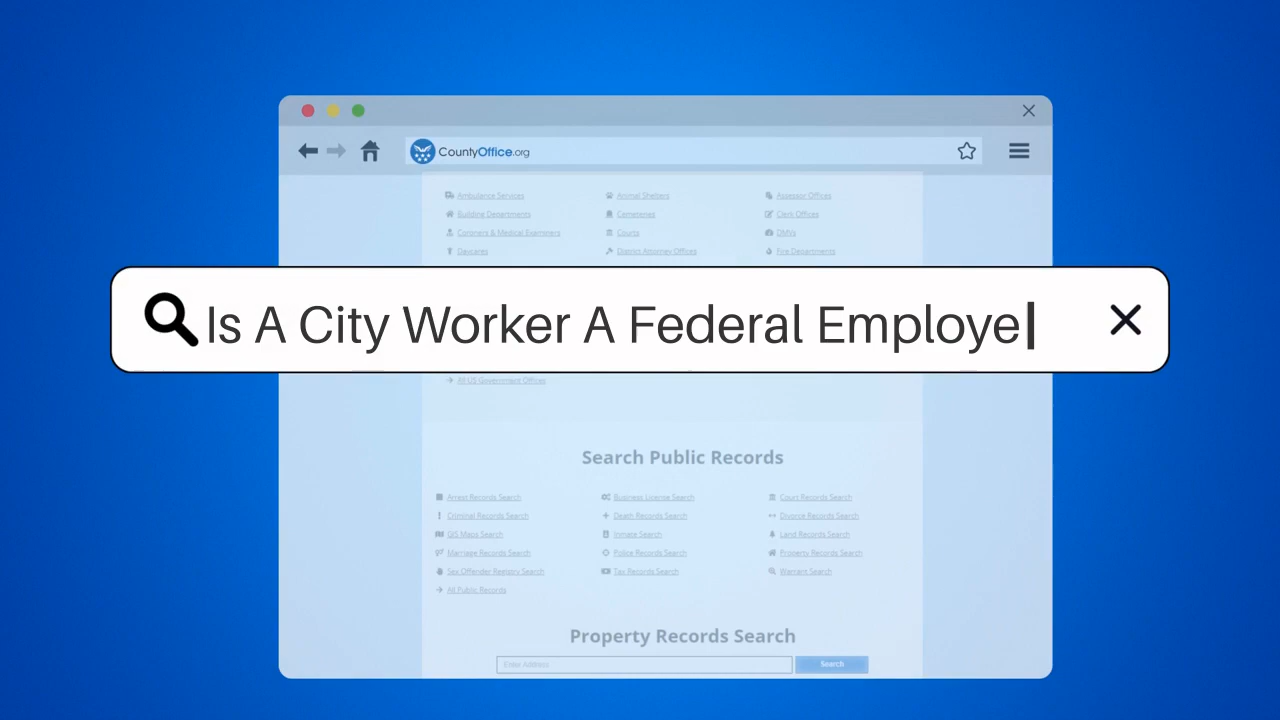 CountyOffice.org
Ambulance Services Animal Shelters Assessor Offices
Building Departments Cemeteries Clerk Offices
Coroners & Medical Examiners Courts DMVs
Daycares District Attorney Offices Fire Departments
Is A City Worker A Federal Employe
All US Government Offices
Search Public Records
Arrest Records Search Business License Search Court Records Search
Criminal Records Search Death Records Search Divorce Records Search
GIS Maps Search Inmate Search Land Records Search
Marriage Records Search Police Records Search Property Records Search
Sex Offender Registry Search Tax Records Search Warrant Search
All Public Records
Property Records Search
Enter Address Search